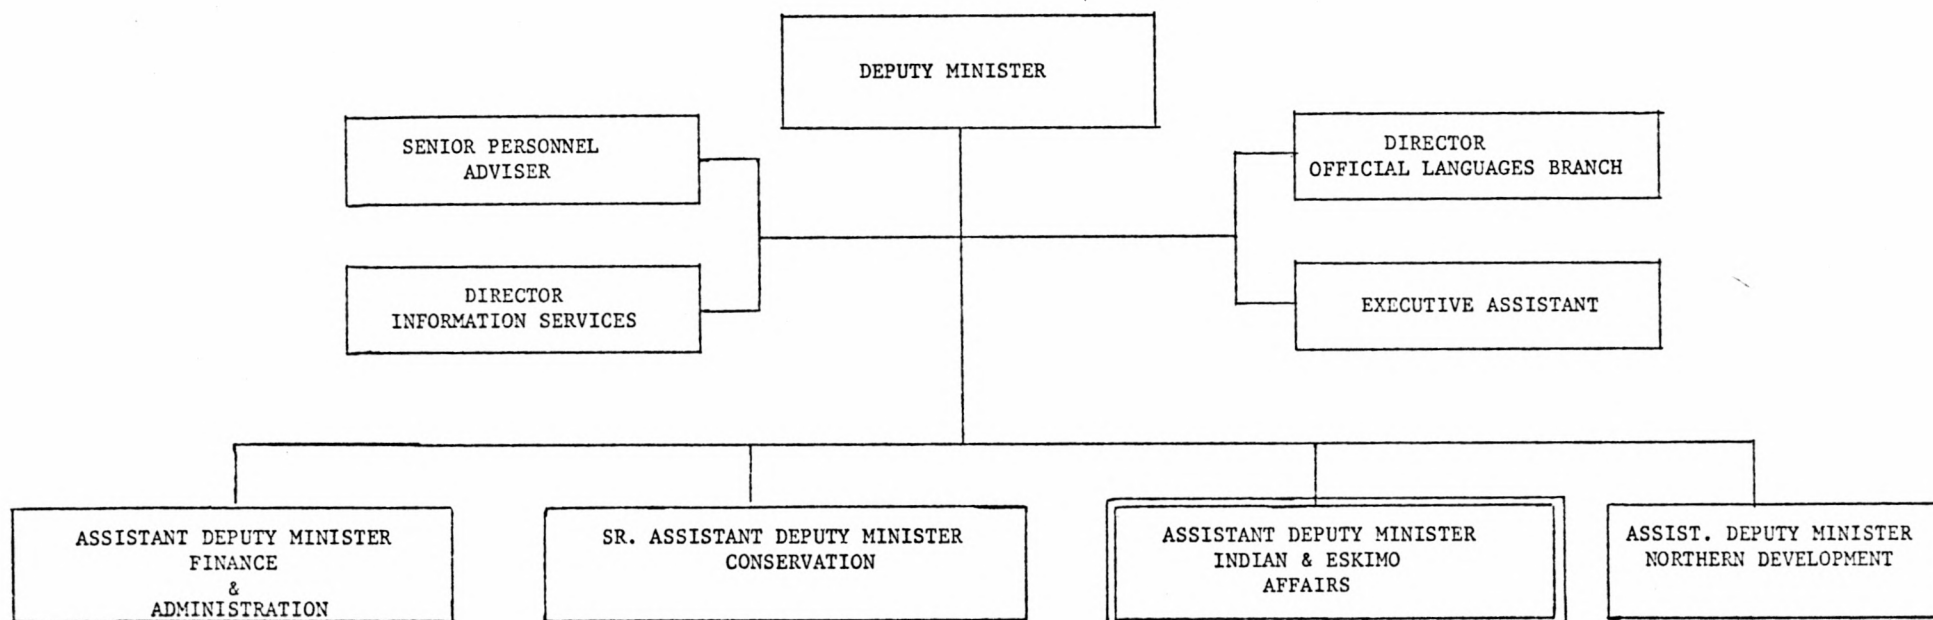 DEPUTY MINISTER
SENIOR PERSONNEL
ADVISER
DIRECTOR
OFFICIAL LANGUAGES BRANCH
DIRECTOR
INFORMATION SERVICES
EXECUTIVE ASSISTANT
ASSISTANT DEPUTY MINISTER
FINANCE
&
ADMINISTRATION
SR. ASSISTANT DEPUTY MINISTER
CONSERVATION
ASSISTANT DEPUTY MINISTER
INDIAN & ESKIMO
AFFAIRS
ASSIST. DEPUTY MINISTER
NORTHERN DEVELOPMENT